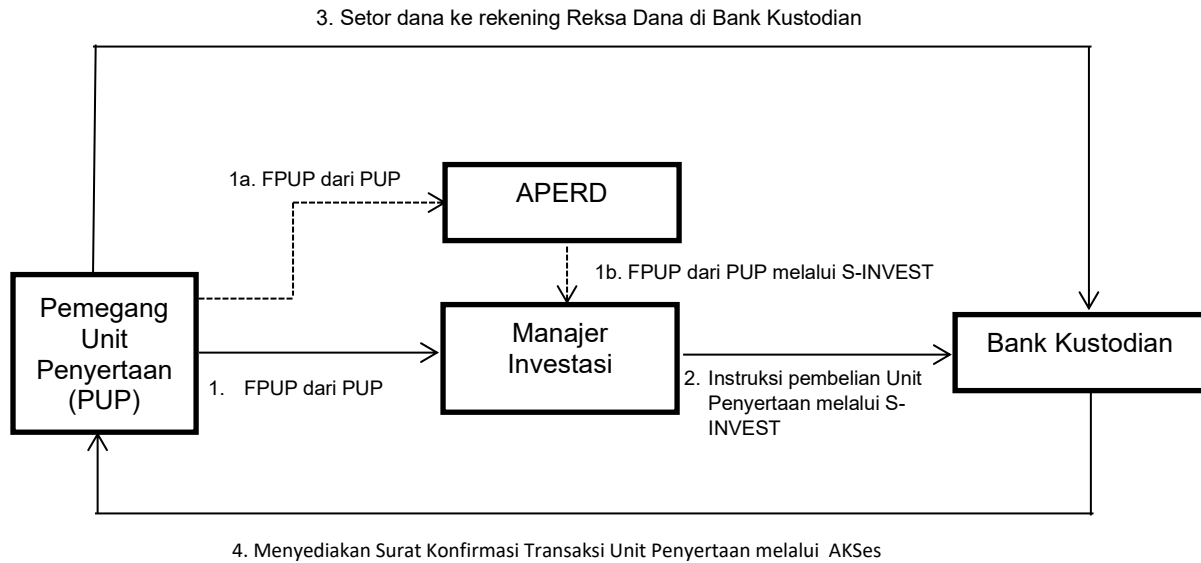 3. Setor dana ke rekening Reksa Dana di Bank Kustodian
1a. FPUP dari PUP
APERD
1b. FPUP dari PUP melalui S-INVEST
Pemegang
Unit
Penyertaan
(PUP)
Manajer
Investasi
Bank Kustodian
1. FPUP dari PUP
2. Instruksi pembelian Unit
Penyertaan melalui S-
INVEST
4. Menyediakan Surat Konfirmasi Transaksi Unit Penyertaan melalui AKSes